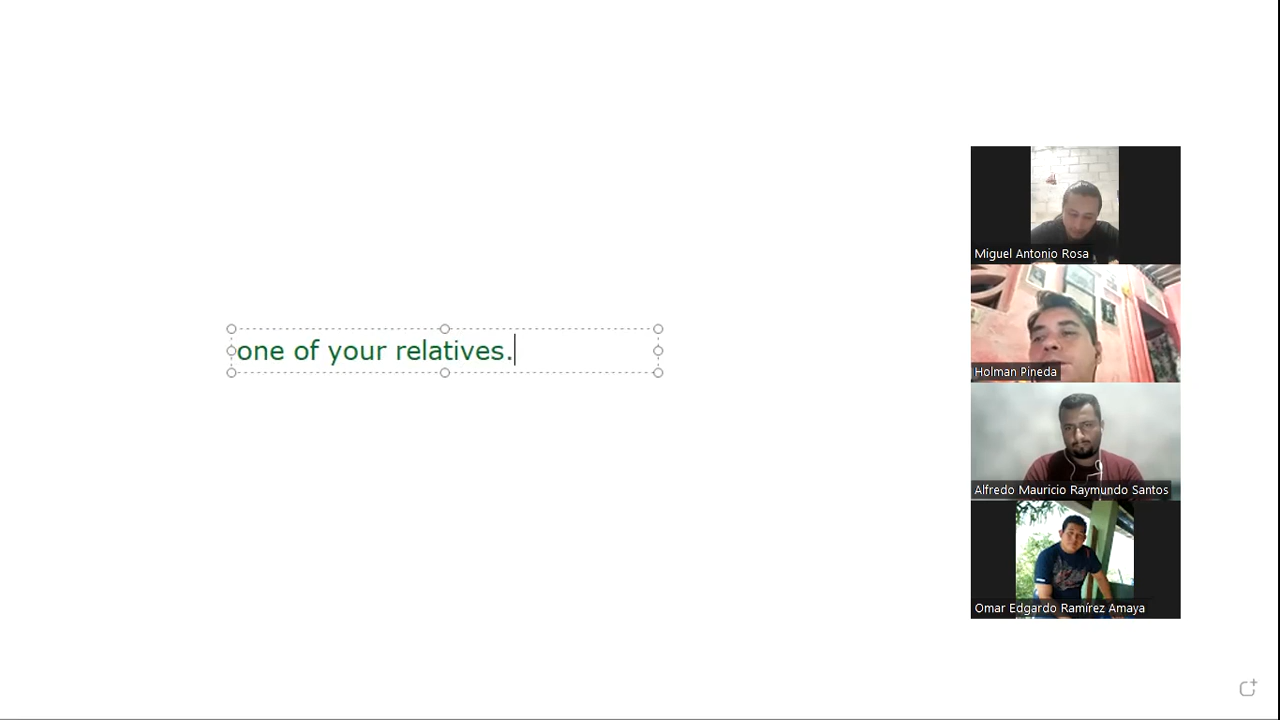 one of your relatives.
Miguel Antonio Rosa
Holman Pineda
Alfredo Mauricio Raymundo Santos
Omar Edgardo Ramírez Amaya